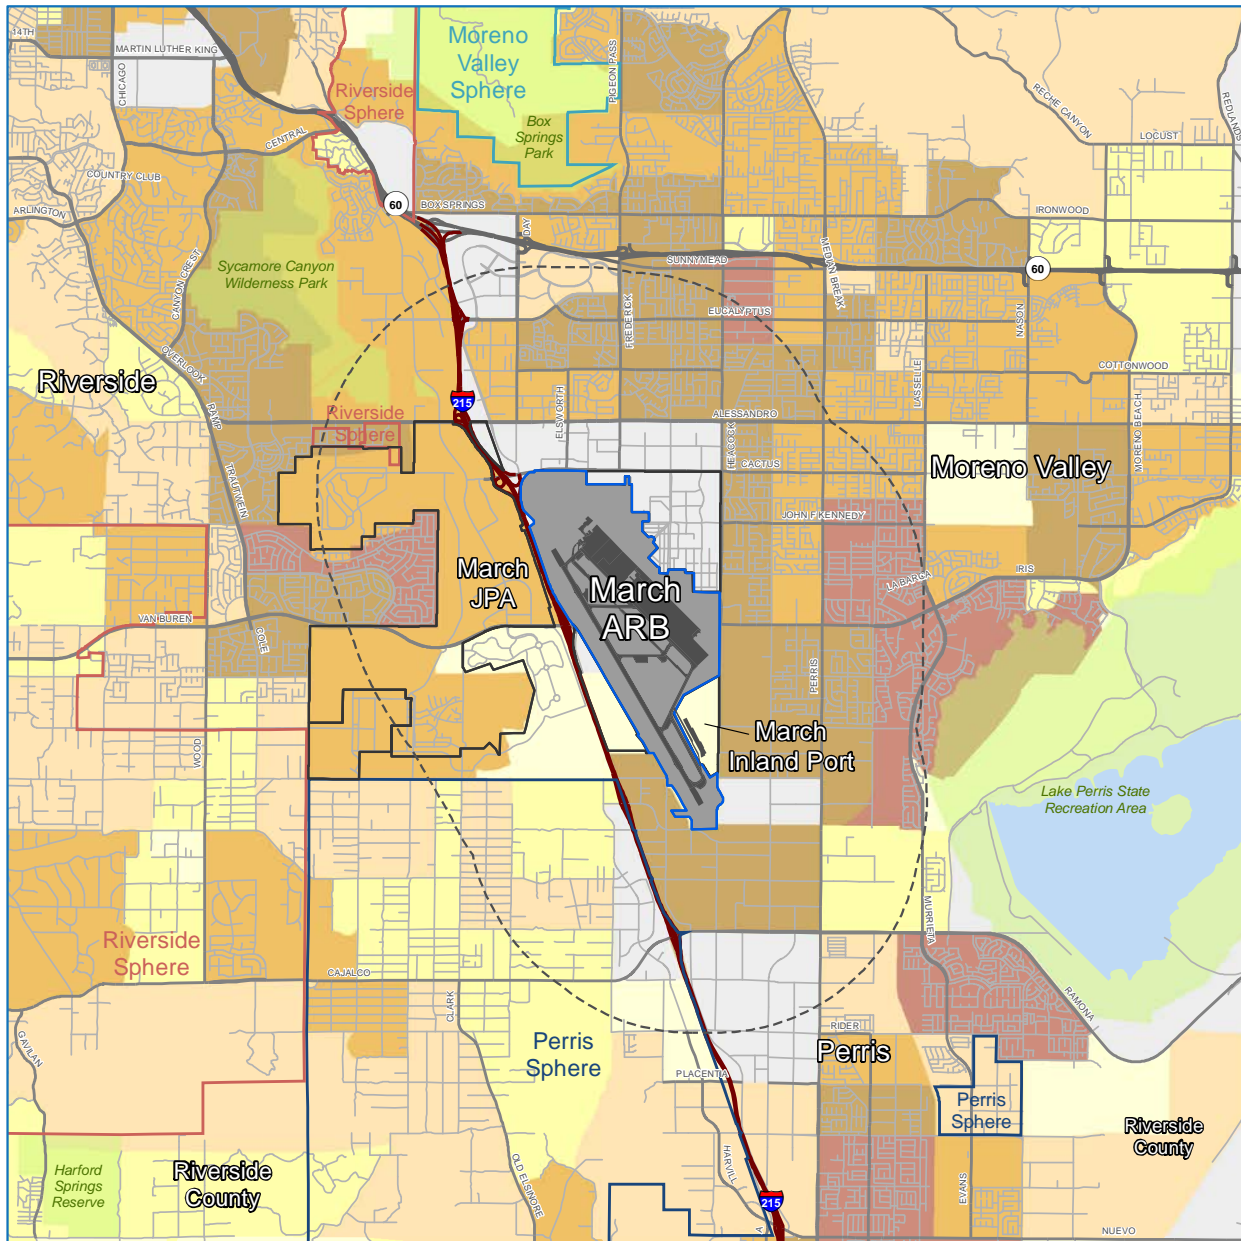 14TH
MARTIN LUTHER KING
CHICAGO
Riverside
Sphere
Moreno
Valley
Sphere
PIGEON PASS
RECHE CANYON
REDLANDS
LOCUST
CENTRAL
Box
Springs
Park
COUNTRY CLUB
ARLINGTON
60
BOX SPRINGS
DAY
IRONWOOD
CANYON CREST
Sycamore Canyon
Wilderness Park
SUNNYMEAD
MEDIAN BREAK
60
FREDERICK
EUCALYPTUS
NASON
OVERLOOK
Riverside
COTTONWOOD
LASSELLE
MORENO BEACH
RAMP
215
ELSWORTH
Riverside
Sphere
ALESSANDRO
HEACOCK
CACTUS
Moreno Valley
TRAUTWEIN
JOHN F KENNEDY
March
JPA
March
ARB
LA BARCA
IRIS
VAN BUREN
COLE
PERRIS
WOOD
March
Inland Port
Lake Perris State
Recreation Area
Riverside
Sphere
MURRIETA
CAJALCO
CLARK
RAMONA
GAVILAN
Perris
Sphere
RIDER
Perris
PLACENTIA
Perris
Sphere
Riverside
County
Harford
Springs
Reserve
Riverside
County
OLD ELSINORE
HARVILL
EVANS
215
A
NUEVO